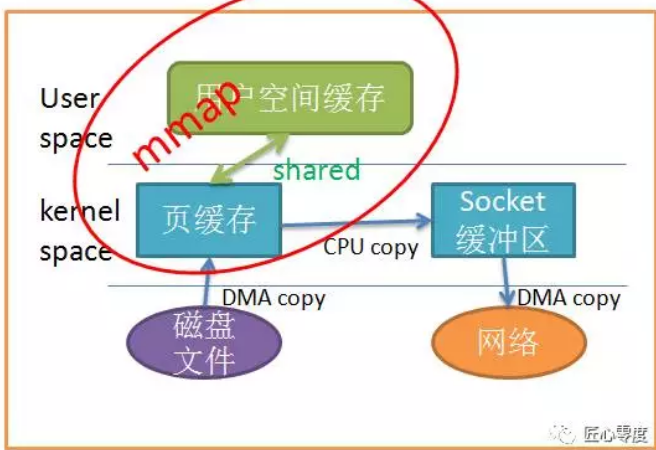 User
space
用户空间缓存
mmap
shared
kernel
space
页缓存
Socket
缓冲区
CPU copy
DMA copy
DMA copy
磁盘
文件
网络
匠心零度